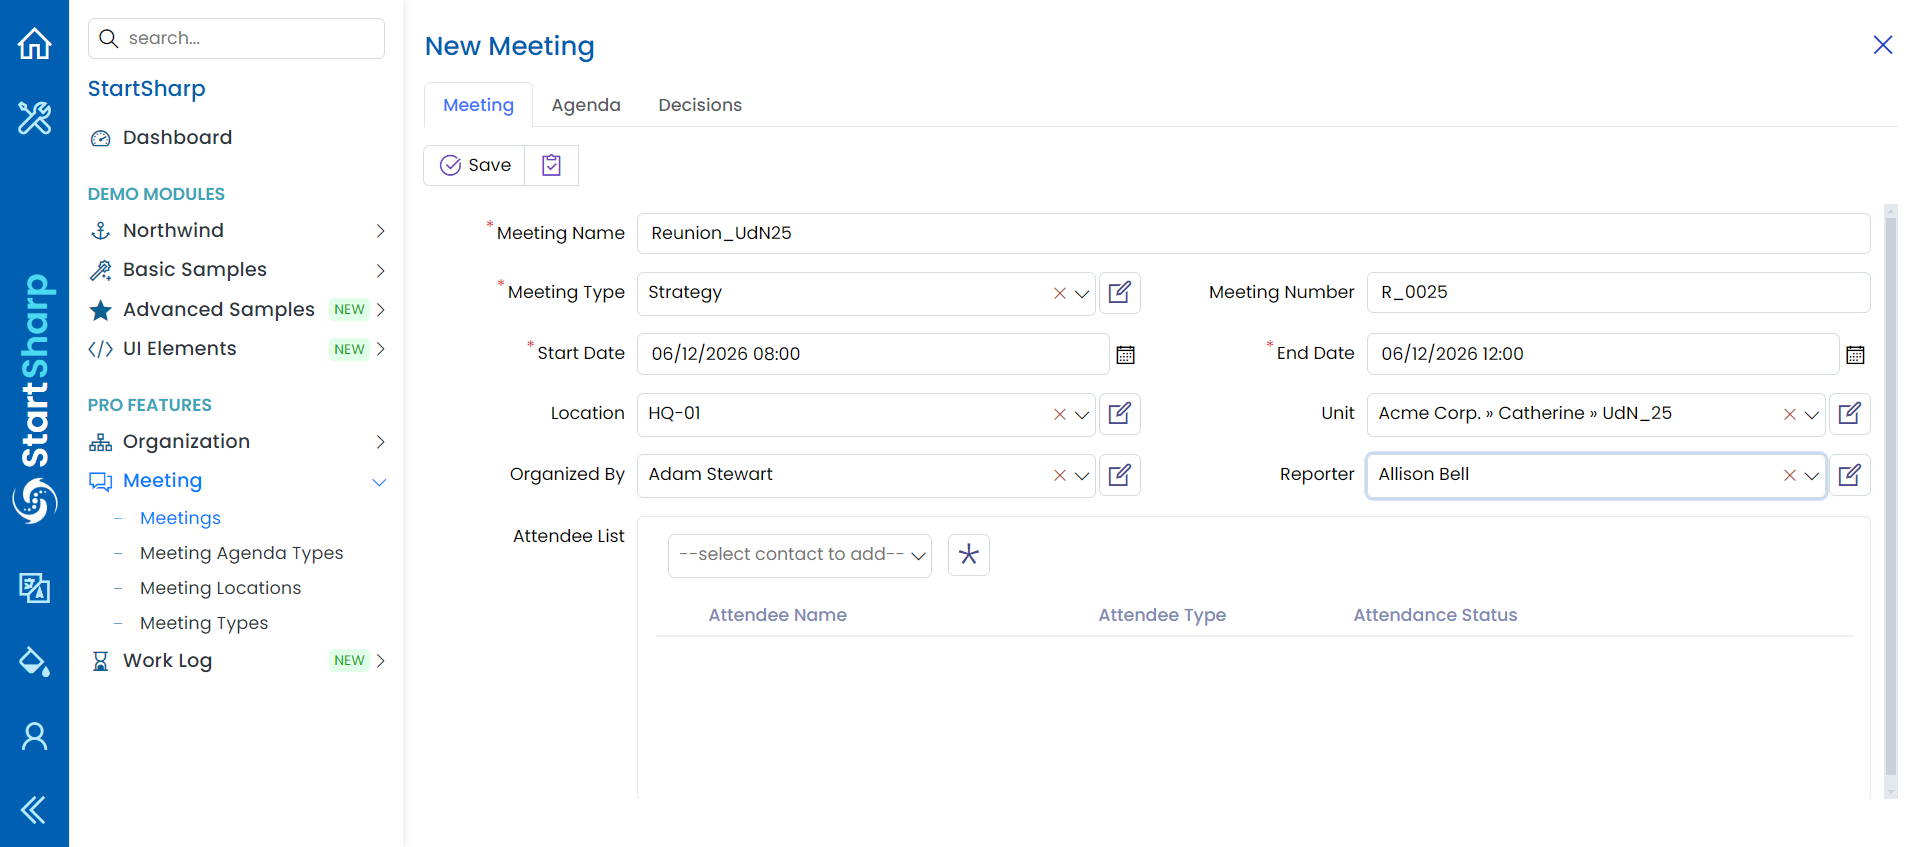 search...
StartSharp
Dashboard
DEMO MODULES
Northwind
Basic Samples
Advanced Samples NEW
UI Elements NEW
PRO FEATURES
Organization
Meeting
Meetings
Meeting Agenda Types
Meeting Locations
Meeting Types
Work Log NEW
StartSharp
New Meeting
Meeting Agenda Decisions
Save
* Meeting Name Reunion_UdN25
* Meeting Type Strategy Meeting Number R_0025
* Start Date 06/12/2026 08:00 * End Date 06/12/2026 12:00
Location HQ-01 Unit Acme Corp. » Catherine » UdN_25
Organized By Adam Stewart Reporter Allison Bell
Attendee List --select contact to add--
Attendee Name Attendee Type Attendance Status